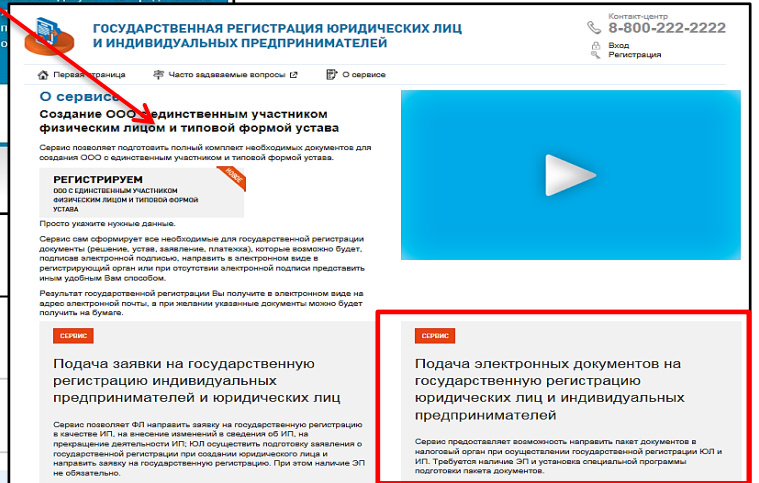 ГОСУДАРСТВЕННАЯ РЕГИСТРАЦИЯ ЮРИДИЧЕСКИХ ЛИЦ
И ИНДИВИДУАЛЬНЫХ ПРЕДПРИНИМАТЕЛЕЙ
Контакт-центр
8-800-222-2222
Вход
Регистрация
Первая страница
Часто задаваемые вопросы
О сервисе
О сервисе
Создание ООО с единственным участником
физическим лицом и типовой формой устава
Сервис позволяет подготовить полный комплект необходимых документов для
создания ООО с единственным участником и типовой формой устава.
НОВОЕ
РЕГИСТРИРУЕМ
ООО С ЕДИНСТВЕННЫМ УЧАСТНИКОМ
ФИЗИЧЕСКИМ ЛИЦОМ И ТИПОВОЙ ФОРМОЙ
УСТАВА
Просто укажите нужные данные.
Сервис сам сформирует все необходимые для государственной регистрации
документы (решение, устав, заявление, платежка), которые возможно будет,
подписав электронной подписью, направить в электронном виде в
регистрирующий орган или при отсутствии электронной подписи представить
иным удобным Вам способом.
Результат государственной регистрации Вы получите в электронном виде на
адрес электронной почты, а при желании указанные документы можно будет
получить на бумаге.
СЕРВИС
Подача заявки на государственную
регистрацию индивидуальных
предпринимателей и юридических лиц
Сервис позволяет ФЛ направить заявку на государственную регистрацию
в качестве ИП, на внесение изменений в сведения об ИП, на
прекращение деятельности ИП; ЮЛ осуществить подготовку заявления о
государственной регистрации при создании юридического лица и
направить заявку на государственную регистрацию. При этом наличие ЭП
не обязательно.
СЕРВИС
Подача электронных документов на
государственную регистрацию
юридических лиц и индивидуальных
предпринимателей
Сервис предоставляет возможность направить пакет документов в
налоговый орган при осуществлении государственной регистрации ЮЛ и
ИП. Требуется наличие ЭП и установка специальной программы
подготовки пакета документов.